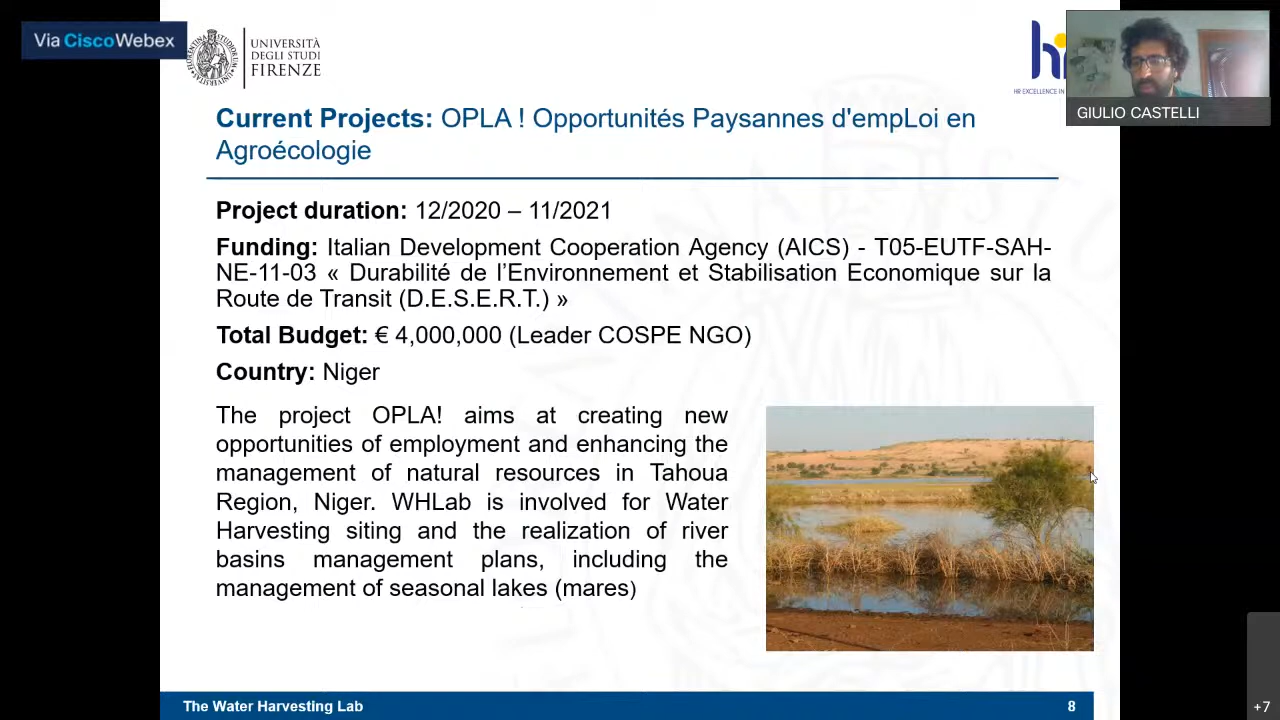 Via Cisco Webex
UNIVERSITÀ
DEGLI STUDI
FIRENZE
HR EXCELLENCE IN
GIULIO CASTELLI
Current Projects: OPLA ! Opportunités Paysannes d'empLoi en
Agroécologie
Project duration: 12/2020 – 11/2021
Funding: Italian Development Cooperation Agency (AICS) - T05-EUTF-SAH-
NE-11-03 « Durabilité de l’Environnement et Stabilisation Economique sur la
Route de Transit (D.E.S.E.R.T.) »
Total Budget: € 4,000,000 (Leader COSPE NGO)
Country: Niger
The project OPLA! aims at creating new
opportunities of employment and enhancing the
management of natural resources in Tahoua
Region, Niger. WHLab is involved for Water
Harvesting siting and the realization of river
basins management plans, including the
management of seasonal lakes (mares)
The Water Harvesting Lab
8
+7